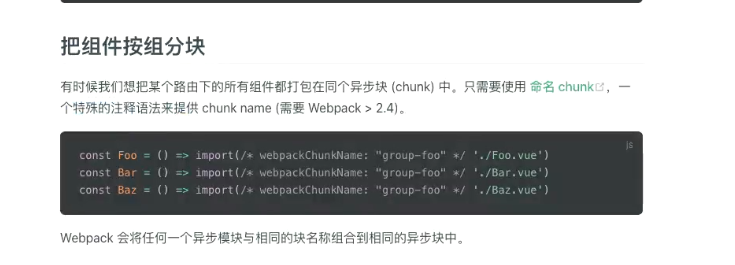 把组件按组分块
有时候我们想把某个路由下的所有组件都打包在同个异步块 (chunk) 中。只需要使用 命名 chunk，一
个特殊的注释语法来提供 chunk name (需要 Webpack > 2.4)。
js
const Foo = () => import(/* webpackChunkName: "group-foo" */ './Foo.vue')
const Bar = () => import(/* webpackChunkName: "group-foo" */ './Bar.vue')
const Baz = () => import(/* webpackChunkName: "group-foo" */ './Baz.vue')
Webpack 会将任何一个异步模块与相同的块名称组合到相同的异步块中。